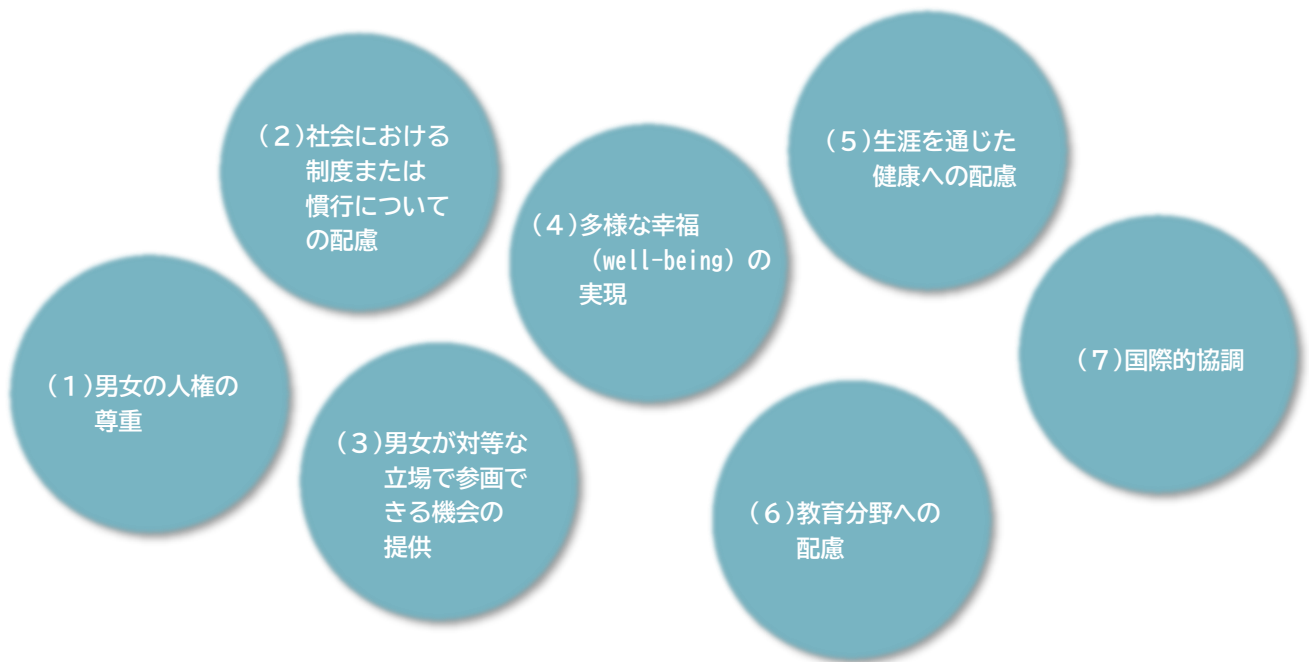 (1)男女の人権の
尊重
(2)社会における
制度または
慣行について
の配慮
(3)男女が対等な
立場で参画で
きる機会の
提供
(4)多様な幸福
(well-being)の
実現
(5)生涯を通じた
健康への配慮
(6)教育分野への
配慮
(7)国際的協調